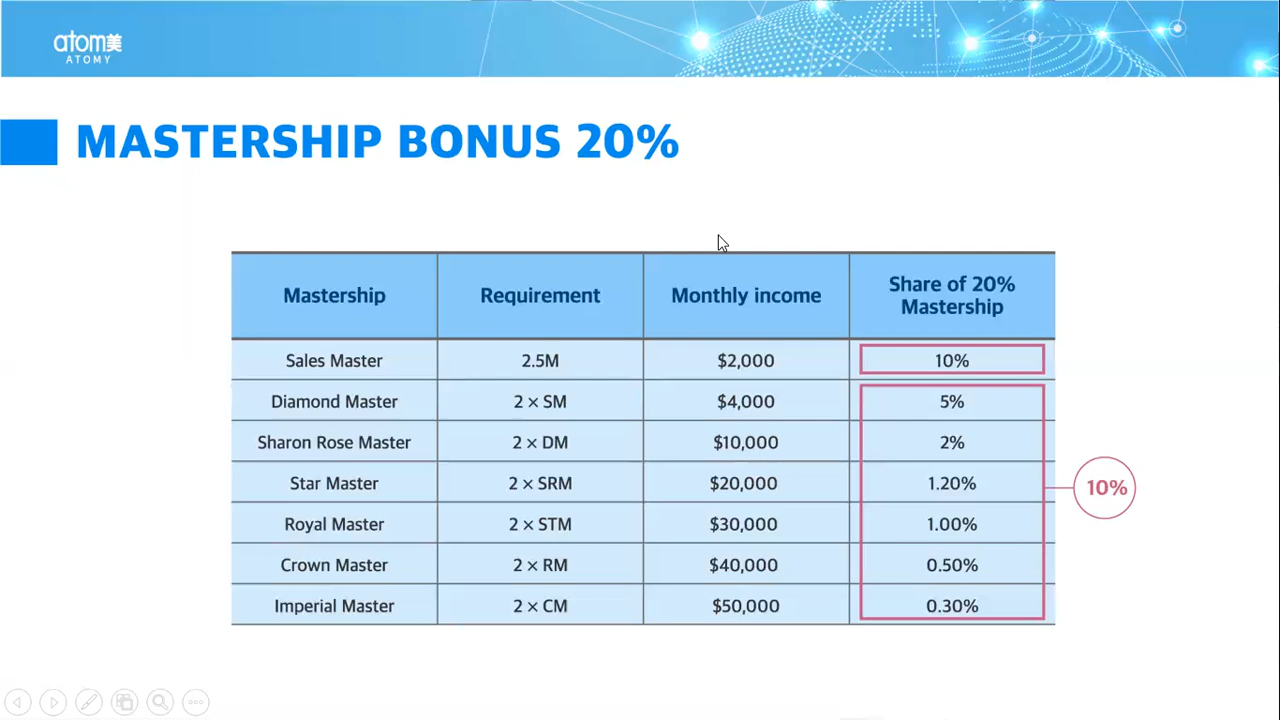 atom美
ATOMY
MASTERSHIP BONUS 20%
Mastership Requirement Monthly income Share of 20% Mastership
Sales Master 2.5M $2,000 10%
Diamond Master 2 × SM $4,000 5%
Sharon Rose Master 2 × DM $10,000 2%
Star Master 2 × SRM $20,000 1.20%
Royal Master 2 × STM $30,000 1.00%
Crown Master 2 × RM $40,000 0.50%
Imperial Master 2 × CM $50,000 0.30%
10%